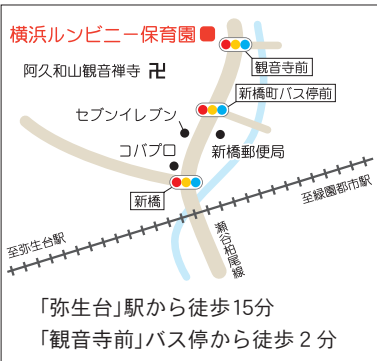 横浜ルンビニー保育園
観音寺前
阿久和山観音禅寺 卍
新橋町バス停前
セブンイレブン
コバプロ
新橋郵便局
新橋
至緑園都市駅
至弥生台駅
瀬谷柏尾線
「弥生台」駅から徒歩15分
「観音寺前」バス停から徒歩2分